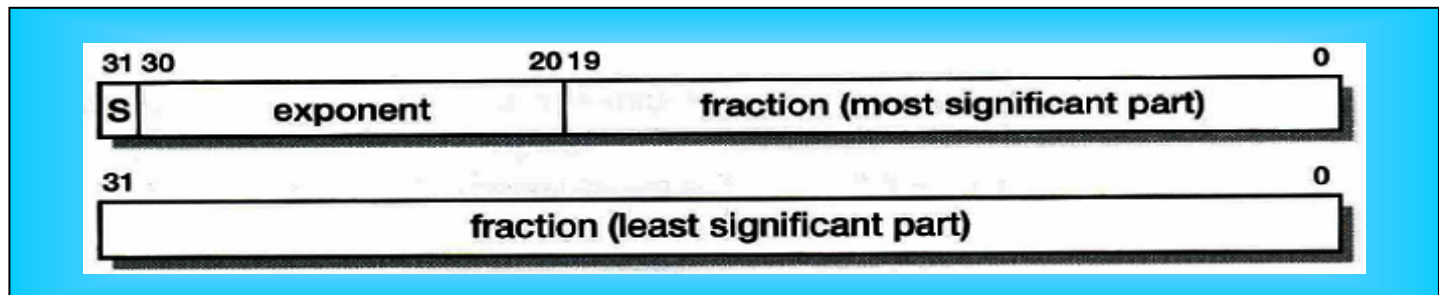 31 30 20 19 0
S exponent fraction (most significant part)
31 0
fraction (least significant part)